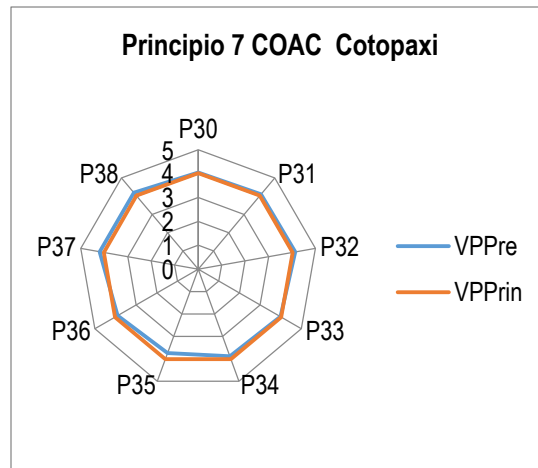 Principio 7 COAC  Cotopaxi
P30
P31
P32
P33
P34
P35
P36
P37
P38
5
4
3
2
1
0
VPPre
VPPrin